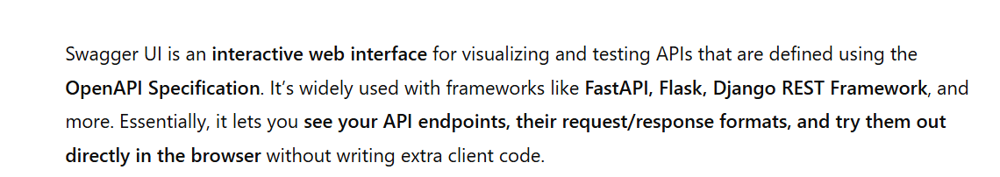 Swagger UI is an interactive web interface for visualizing and testing APIs that are defined using the
OpenAPI Specification. It’s widely used with frameworks like FastAPI, Flask, Django REST Framework, and
more. Essentially, it lets you see your API endpoints, their request/response formats, and try them out
directly in the browser without writing extra client code.